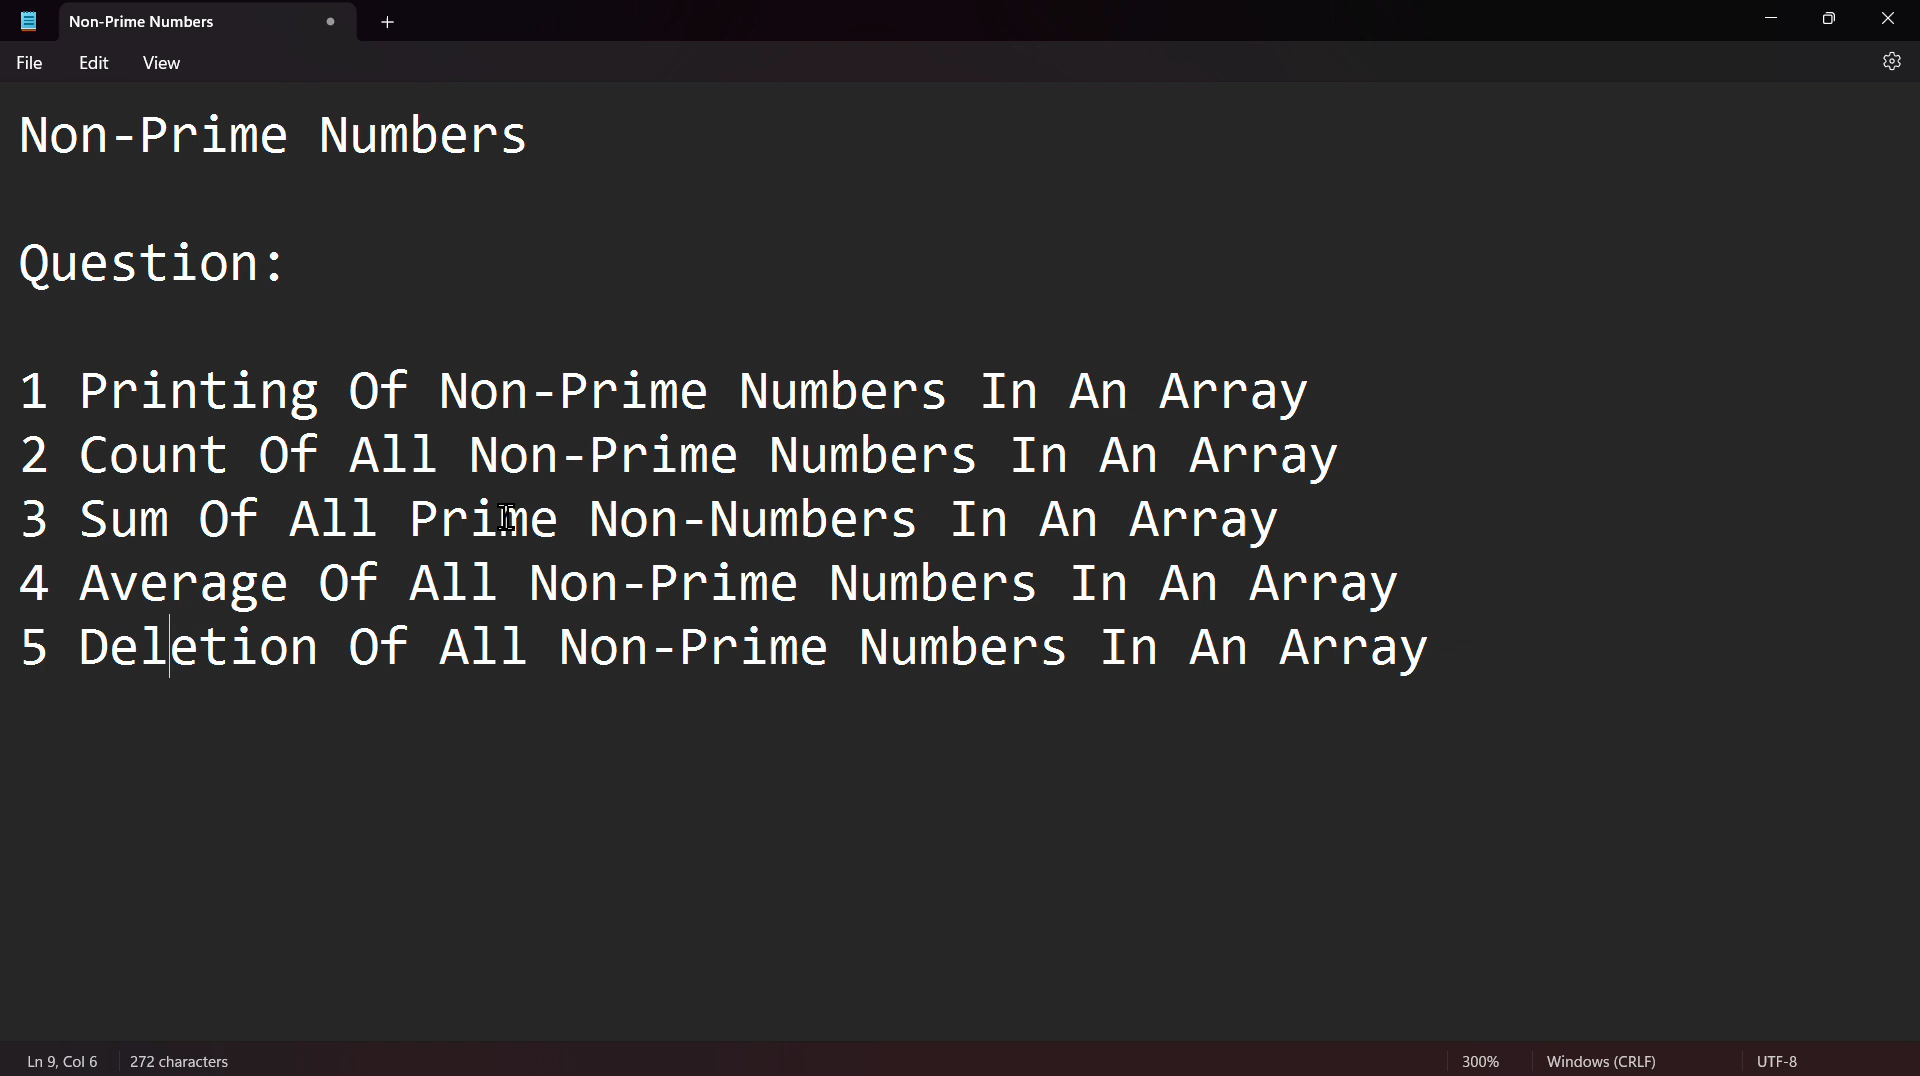 Non-Prime Numbers
File Edit View
Non-Prime Numbers
Question:
1 Printing Of Non-Prime Numbers In An Array
2 Count Of All Non-Prime Numbers In An Array
3 Sum Of All Prime Non-Numbers In An Array
4 Average Of All Non-Prime Numbers In An Array
5 Deletion Of All Non-Prime Numbers In An Array
Ln 9, Col 6 272 characters 300% Windows (CRLF) UTF-8